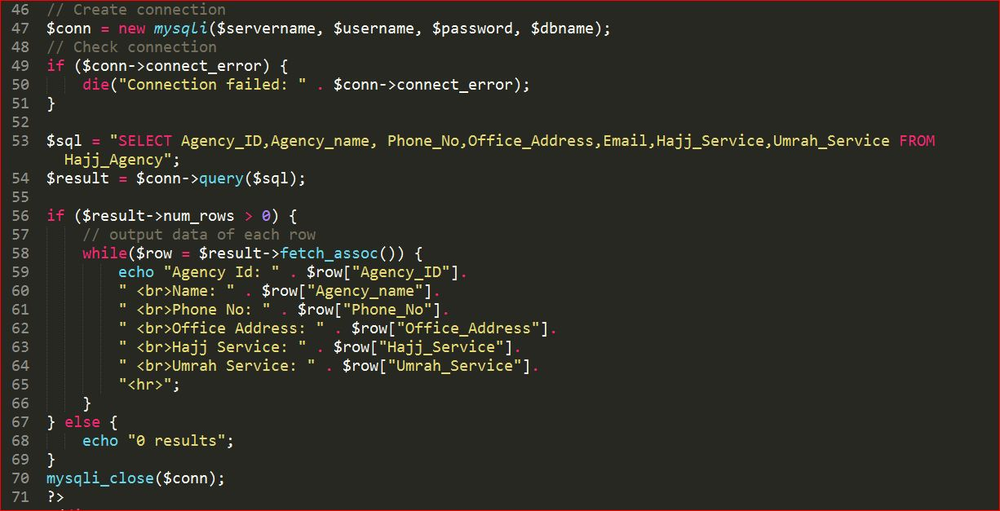 46 // Create connection
47 $conn = new mysqli($servername, $username, $password, $dbname);
48 // Check connection
49 if ($conn->connect_error) {
50     die("Connection failed: " . $conn->connect_error);
51 }
52
53 $sql = "SELECT Agency_ID,Agency_name, Phone_No,Office_Address,Email,Hajj_Service,Umrah_Service FROM
Hajj_Agency";
54 $result = $conn->query($sql);
55
56 if ($result->num_rows > 0) {
57     // output data of each row
58     while($row = $result->fetch_assoc()) {
59         echo "Agency Id: " . $row["Agency_ID"].
60         " <br>Name: " . $row["Agency_name"].
61         " <br>Phone No: " . $row["Phone_No"].
62         " <br>Office Address: " . $row["Office_Address"].
63         " <br>Hajj Service: " . $row["Hajj_Service"].
64         " <br>Umrah Service: " . $row["Umrah_Service"].
65         "<hr>";
66     }
67 } else {
68     echo "0 results";
69 }
70 mysqli_close($conn);
71 ?>